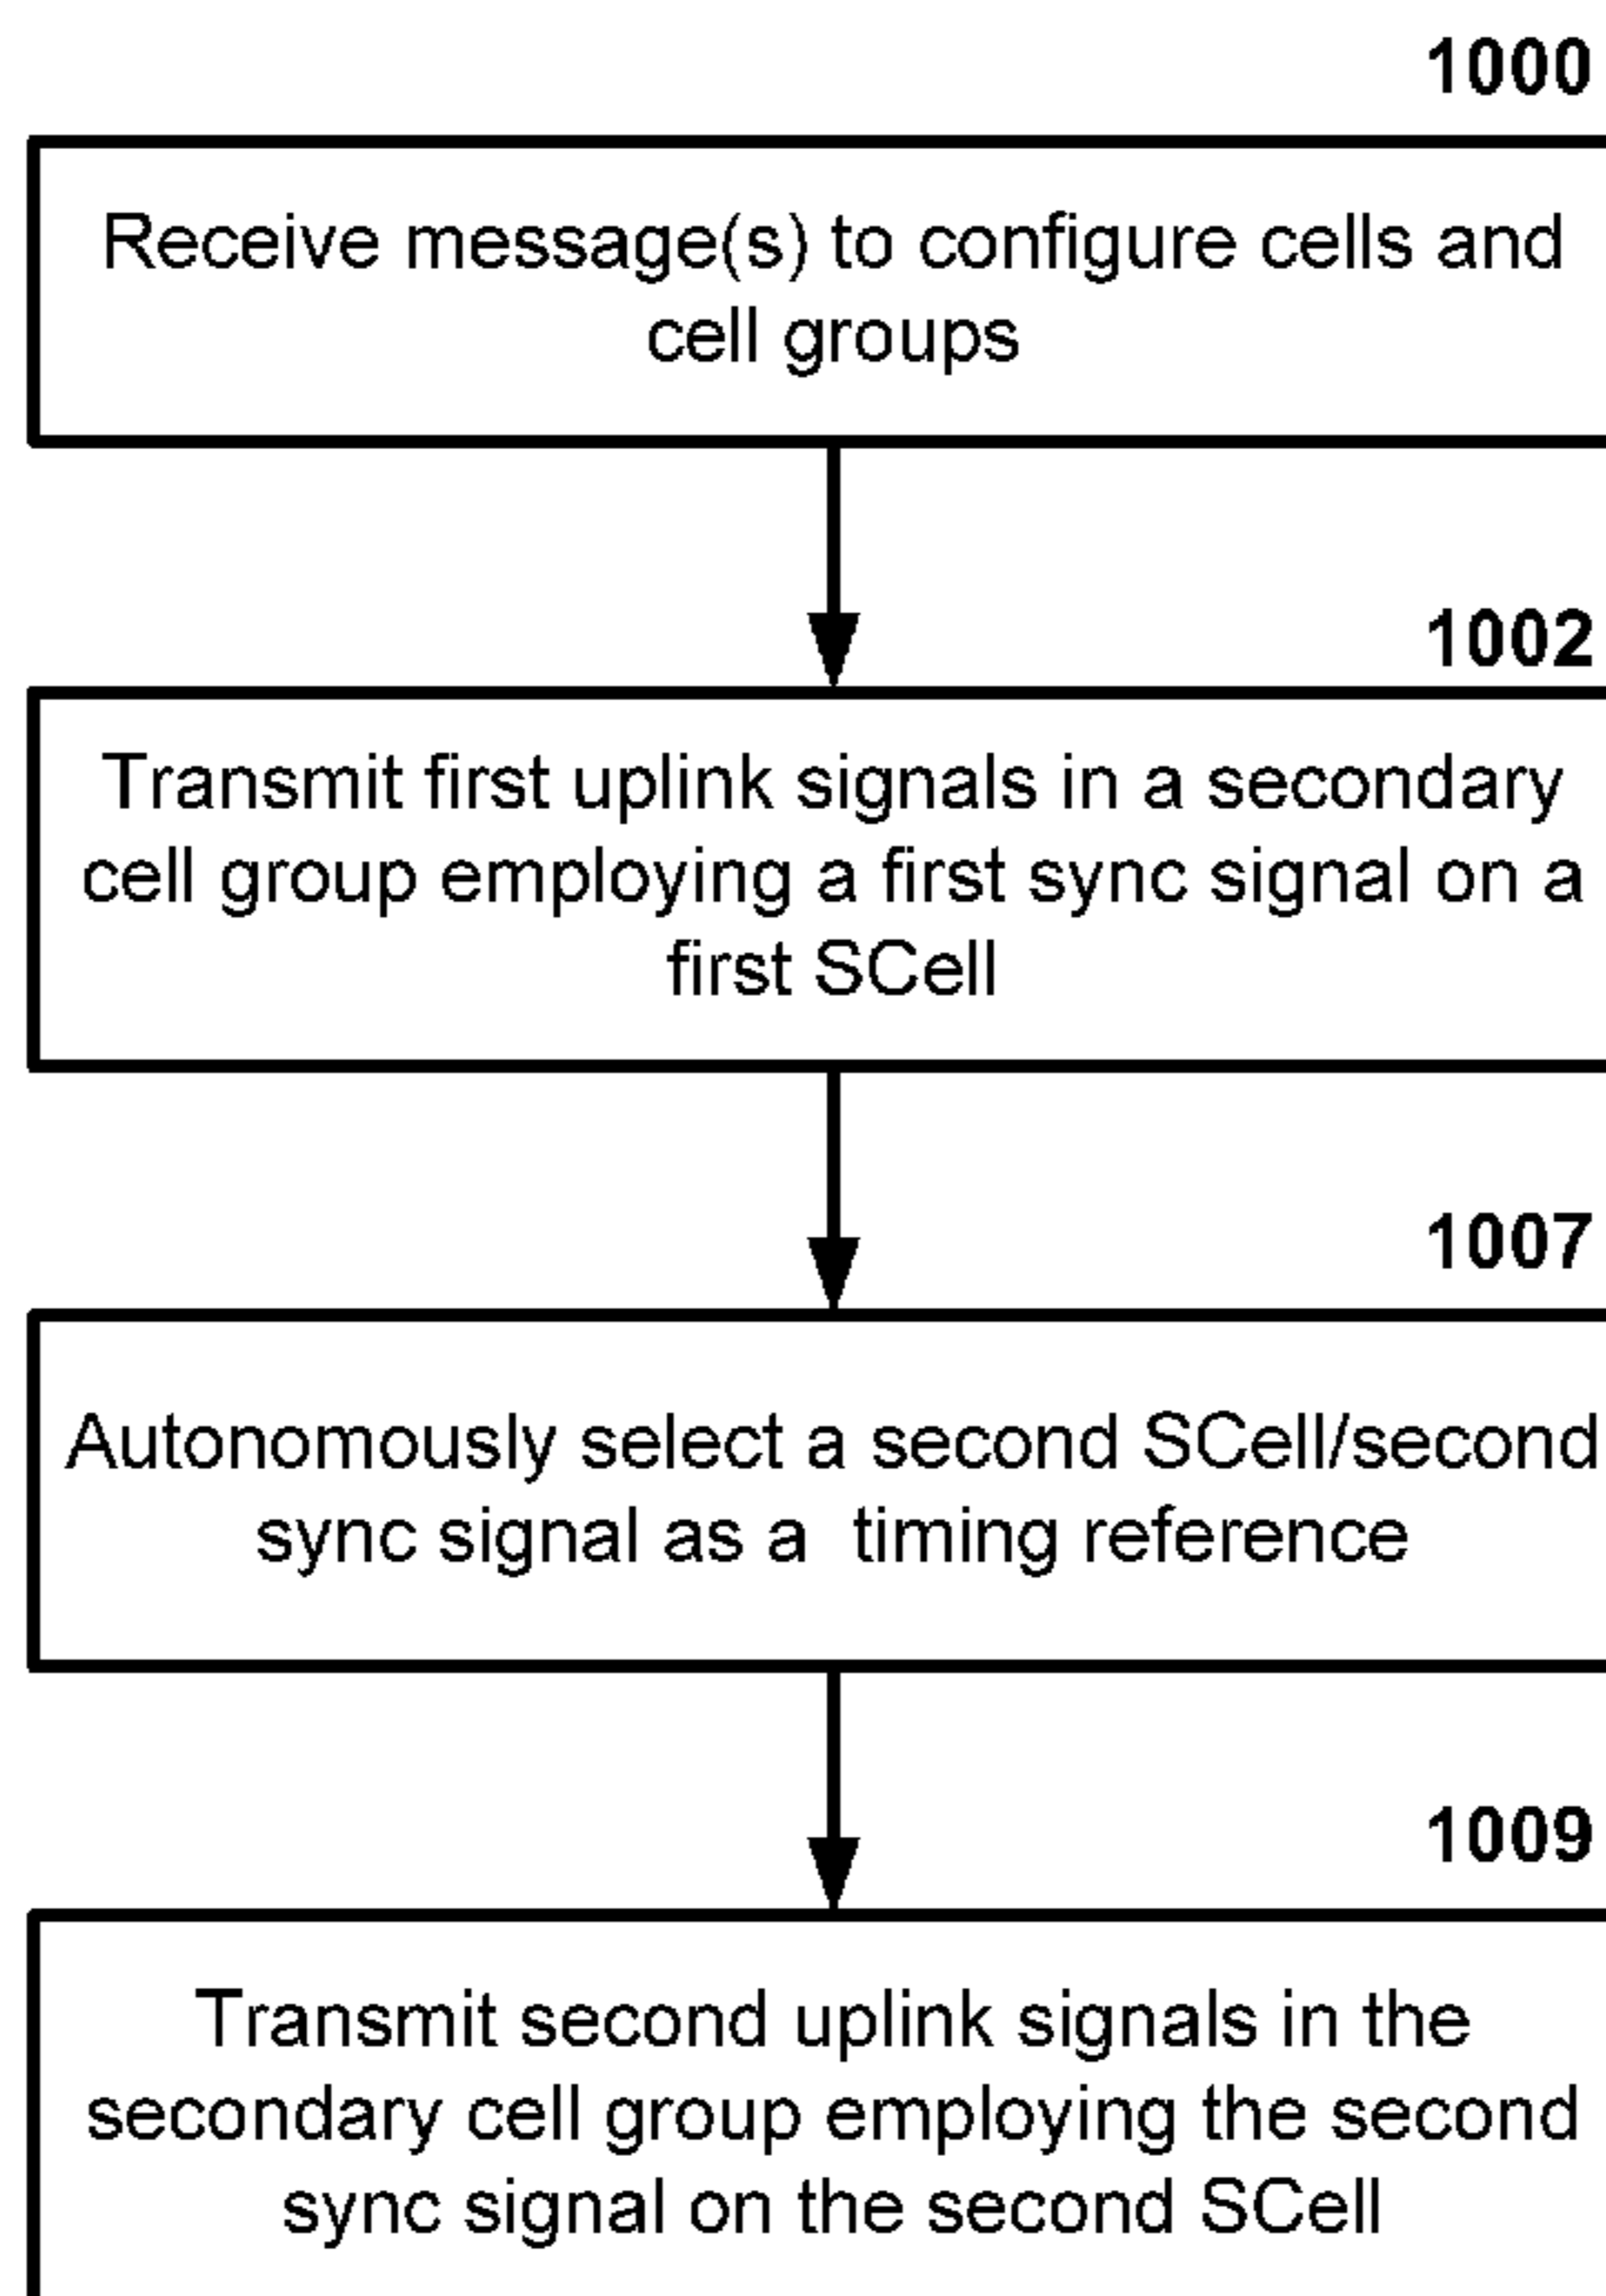 1000
Receive message(s) to configure cells and
cell groups
1002
Transmit first uplink signals in a secondary
cell group employing a first sync signal on a
first SCell
1007
Autonomously select a second SCell/second
sync signal as a  timing reference
1009
Transmit second uplink signals in the
secondary cell group employing the second
sync signal on the second SCell